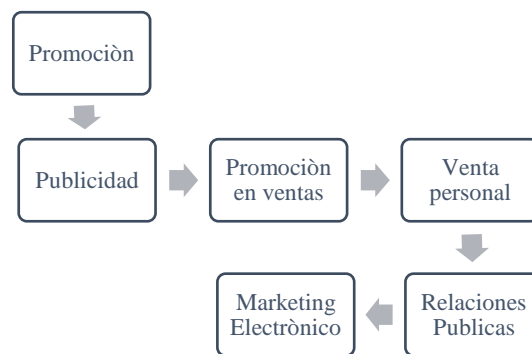 Promociòn
Publicidad
Promociòn
en ventas
Venta
personal
Relaciones
Publicas
Marketing
Electrònico